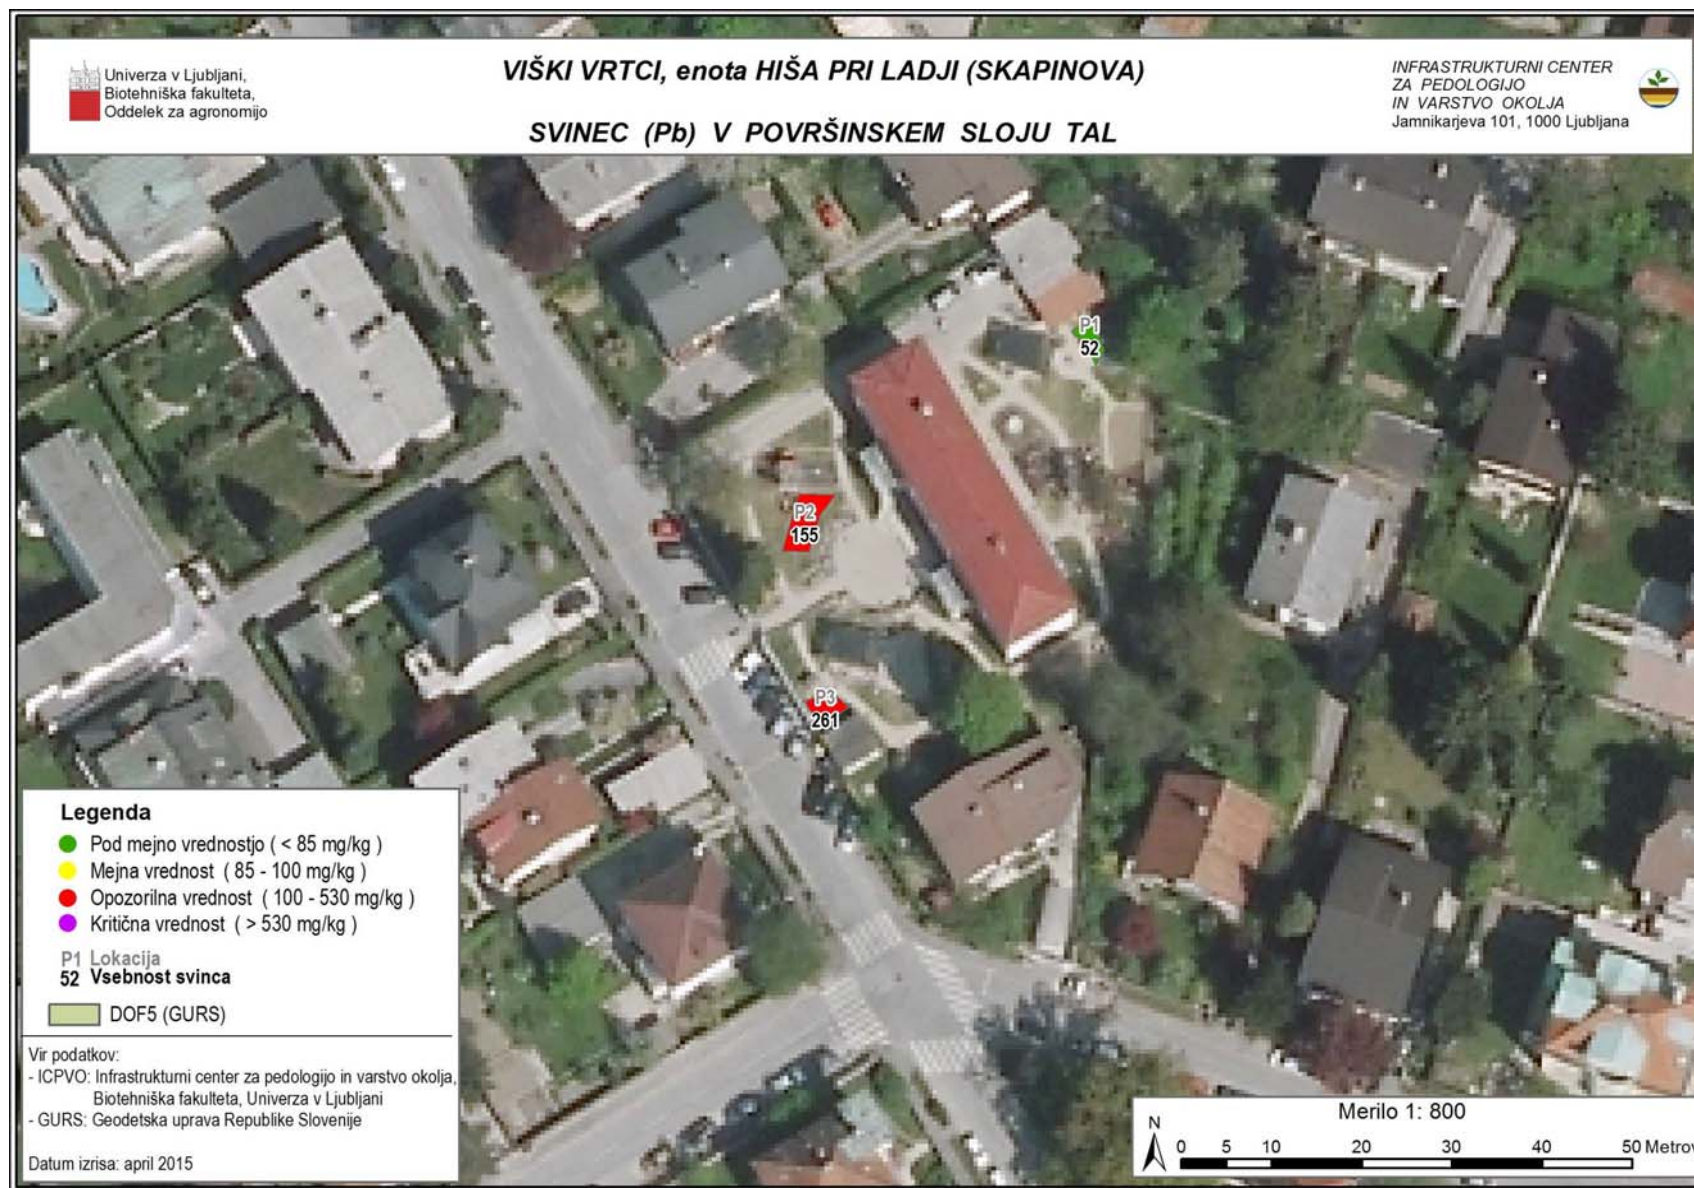 Univerza v Ljubljani,
Biotehniška fakulteta,
Oddelek za agronomijo
VIŠKI VRTCI, enota HIŠA PRI LADJI (SKAPINOVA)
SVINEC (Pb) V POVRŠINSKEM SLOJU TAL
INFRASTRUKTURNI CENTER
ZA PEDOLOGIJO
IN VARSTVO OKOLJA
Jamnikarjeva 101, 1000 Ljubljana
P1
52
P2
155
P3
261
Legenda
Pod mejno vrednostjo ( < 85 mg/kg )
Mejna vrednost ( 85 - 100 mg/kg )
Opozorilna vrednost ( 100 - 530 mg/kg )
Kritična vrednost ( > 530 mg/kg )
P1 Lokacija
52 Vsebnost svinca
DOF5 (GURS)
Vir podatkov:
- ICPVO: Infrastrukturni center za pedologijo in varstvo okolja,
Biotehniška fakulteta, Univerza v Ljubljani
- GURS: Geodetska uprava Republike Slovenije
Datum izrisa: april 2015
Merilo 1: 800
N
0 5 10 20 30 40 50 Metrov